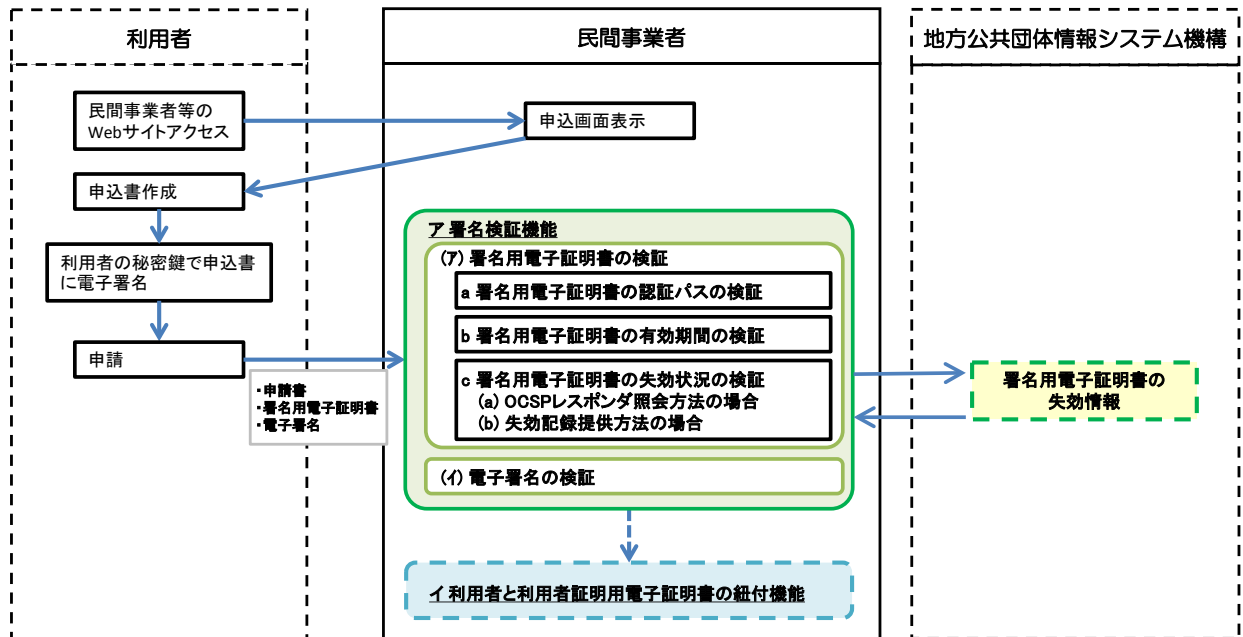 利用者
民間事業者
地方公共団体情報システム機構
民間事業者等の
Webサイトアクセス
申込画面表示
申込書作成
利用者の秘密鍵で申込書
に電子署名
申請
・申請書
・署名用電子証明書
・電子署名
ア 署名検証機能
(ア) 署名用電子証明書の検証
a 署名用電子証明書の認証パスの検証
b 署名用電子証明書の有効期間の検証
c 署名用電子証明書の失効状況の検証
(a) OCSPレスポンダ照会方法の場合
(b) 失効記録提供方法の場合
(イ) 電子署名の検証
署名用電子証明書の
失効情報
イ 利用者と利用者証明用電子証明書の紐付機能